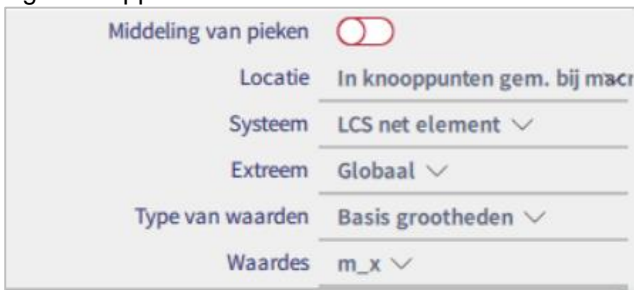 Middeling van pieken
Locatie In knooppunten gem. bij
Systeem LCS net element
Extreem Globaal
Type van waarden Basis grootheden
Waardes m_x